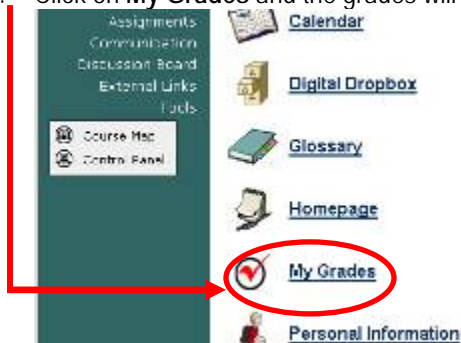 Click on My Grades and the grades will
Assignments
Communication
Discussion Board
External Links
Tools
Course Map
Control Panel
Calendar
Digital Dropbox
Glossary
Homepage
My Grades
Personal Information